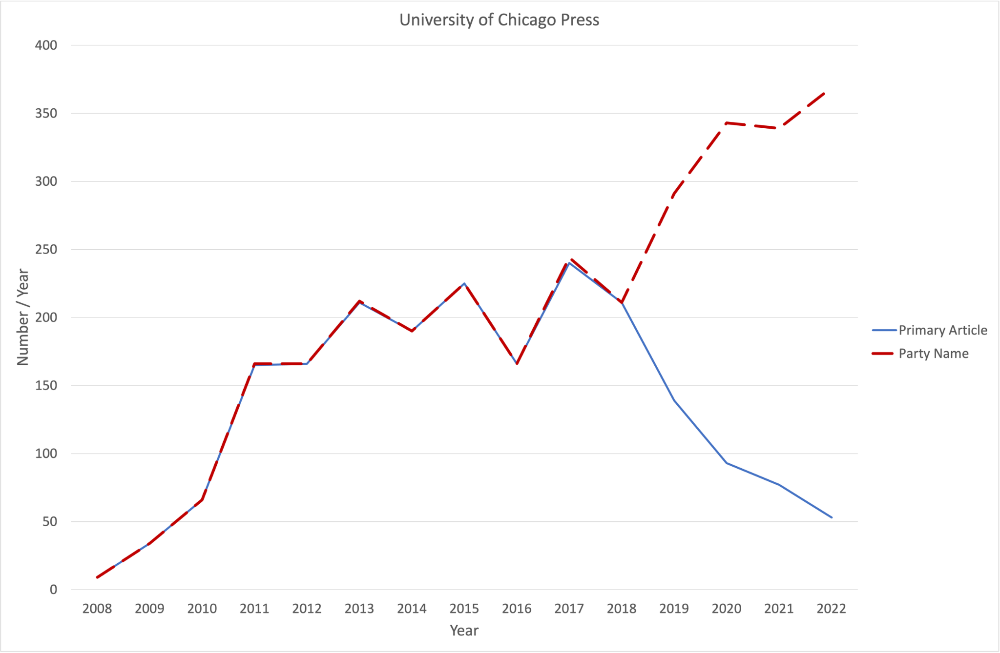 University of Chicago Press
400
350
300
250
200
150
100
50
0
Number / Year
2008 2009 2010 2011 2012 2013 2014 2015 2016 2017 2018 2019 2020 2021 2022
Year
Primary Article
Party Name